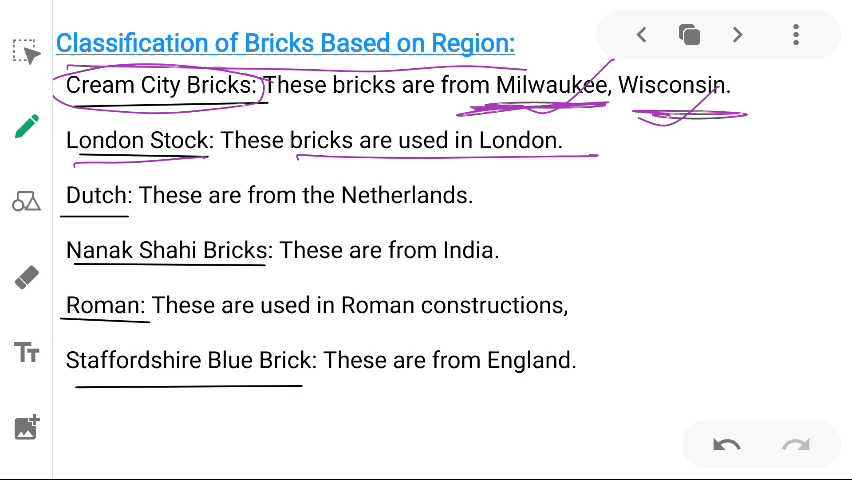 Classification of Bricks Based on Region:
Cream City Bricks: These bricks are from Milwaukee, Wisconsin.
London Stock: These bricks are used in London.
Dutch: These are from the Netherlands.
Nanak Shahi Bricks: These are from India.
Roman: These are used in Roman constructions,
Staffordshire Blue Brick: These are from England.
TT